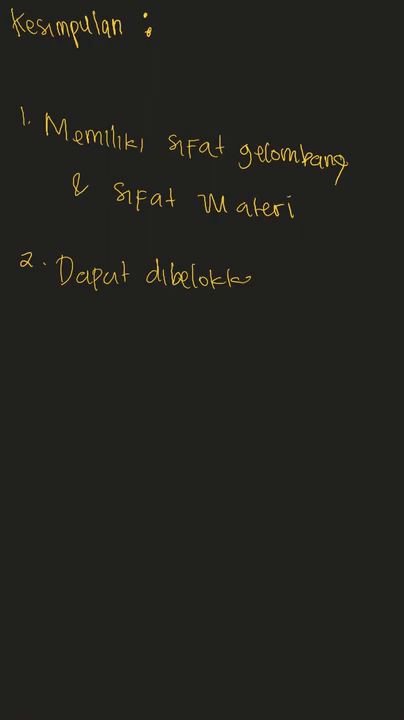 Kesimpulan :
1. Memiliki sifat gelombang
& sifat Materi
2. Dapat dibelokk